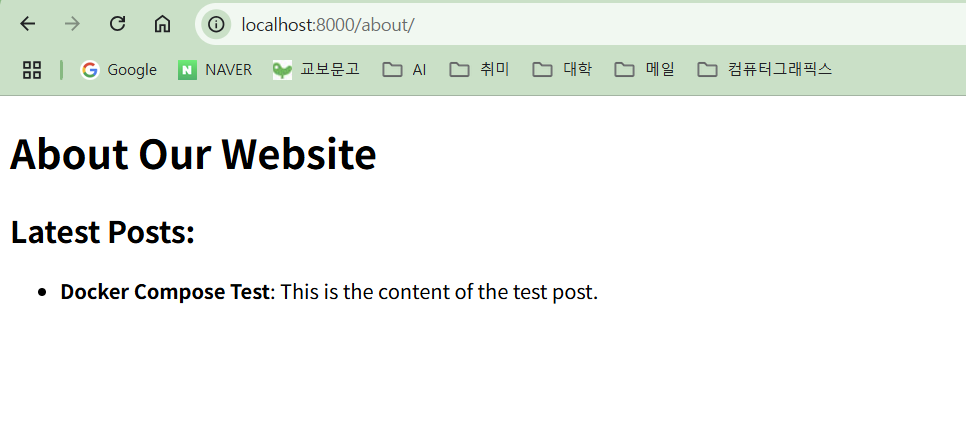 localhost:8000/about/
Google NAVER 교보문고 AI 취미 대학 메일 컴퓨터그래픽스
About Our Website
Latest Posts:
Docker Compose Test: This is the content of the test post.